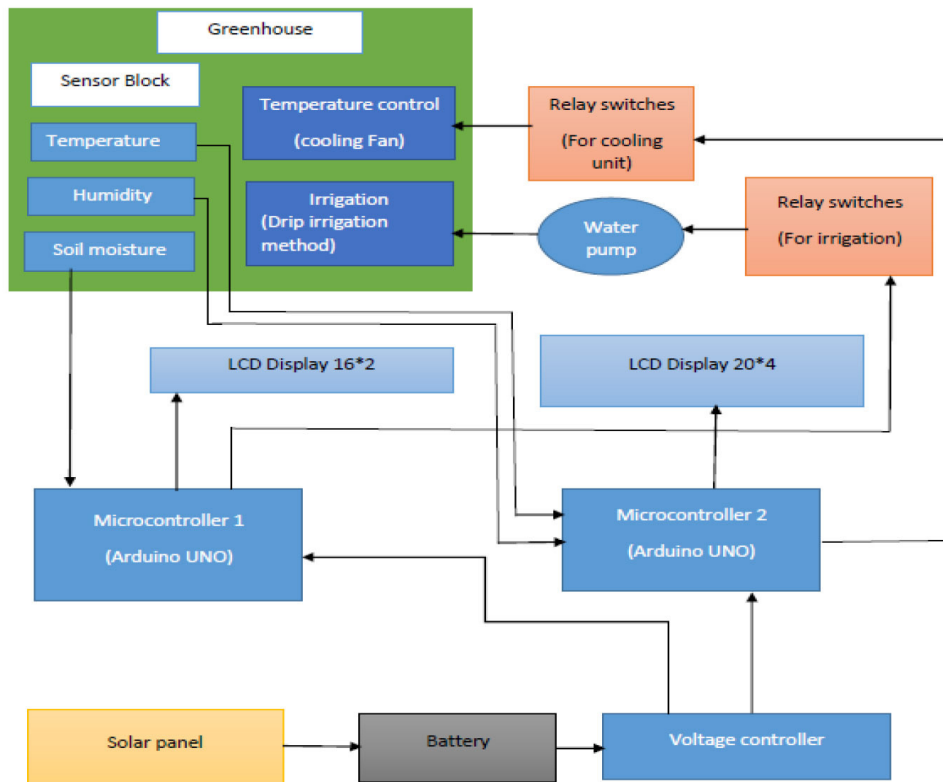 Greenhouse
Sensor Block
Temperature
Humidity
Soil moisture
Temperature control
(cooling Fan)
Irrigation
(Drip irrigation
method)
Relay switches
(For cooling
unit)
Water
pump
Relay switches
(For irrigation)
LCD Display 16*2
LCD Display 20*4
Microcontroller 1
(Arduino UNO)
Microcontroller 2
(Arduino UNO)
Solar panel
Battery
Voltage controller